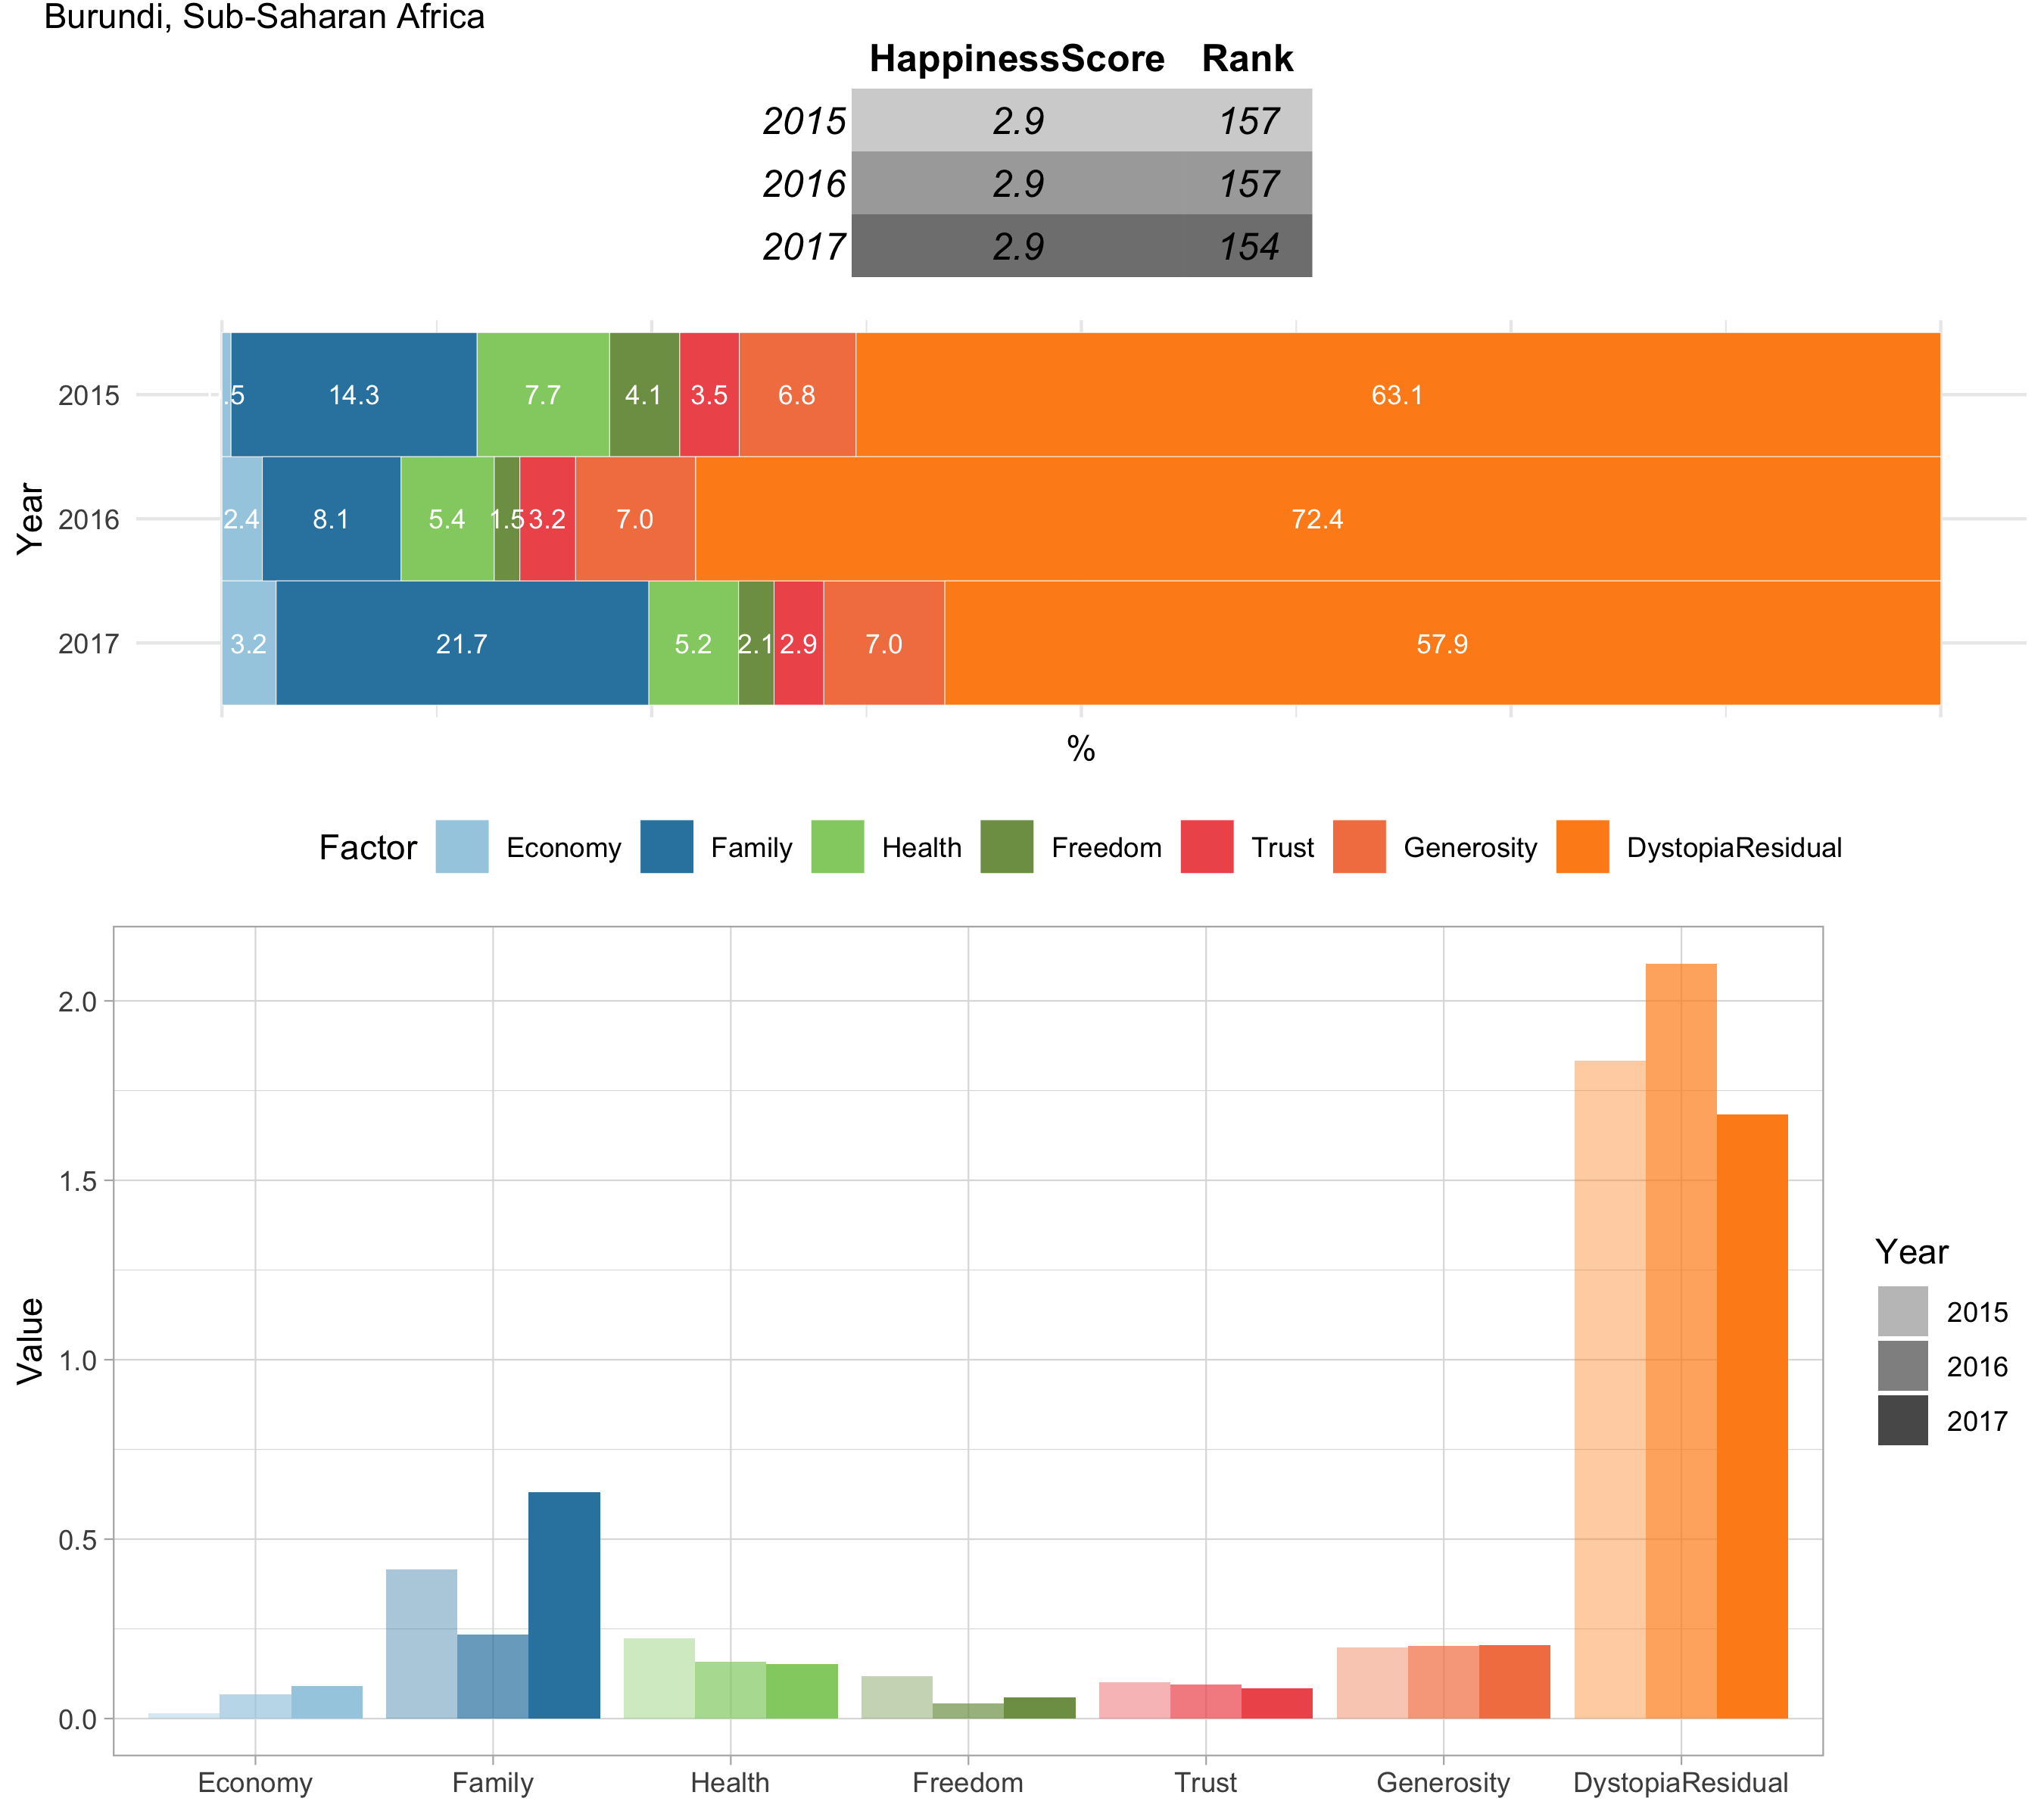 Burundi, Sub-Saharan Africa
HappinessScore Rank
2015 2.9 157
2016 2.9 157
2017 2.9 154
2015 .5 14.3 7.7 4.1 3.5 6.8 63.1
2016 2.4 8.1 5.4 1.5 3.2 7.0 72.4
2017 3.2 21.7 5.2 2.1 2.9 7.0 57.9
Year
%
Factor Economy Family Health Freedom Trust Generosity DystopiaResidual
2.0
1.5
1.0
0.5
0.0
Value
Economy Family Health Freedom Trust Generosity DystopiaResidual
Year
2015
2016
2017